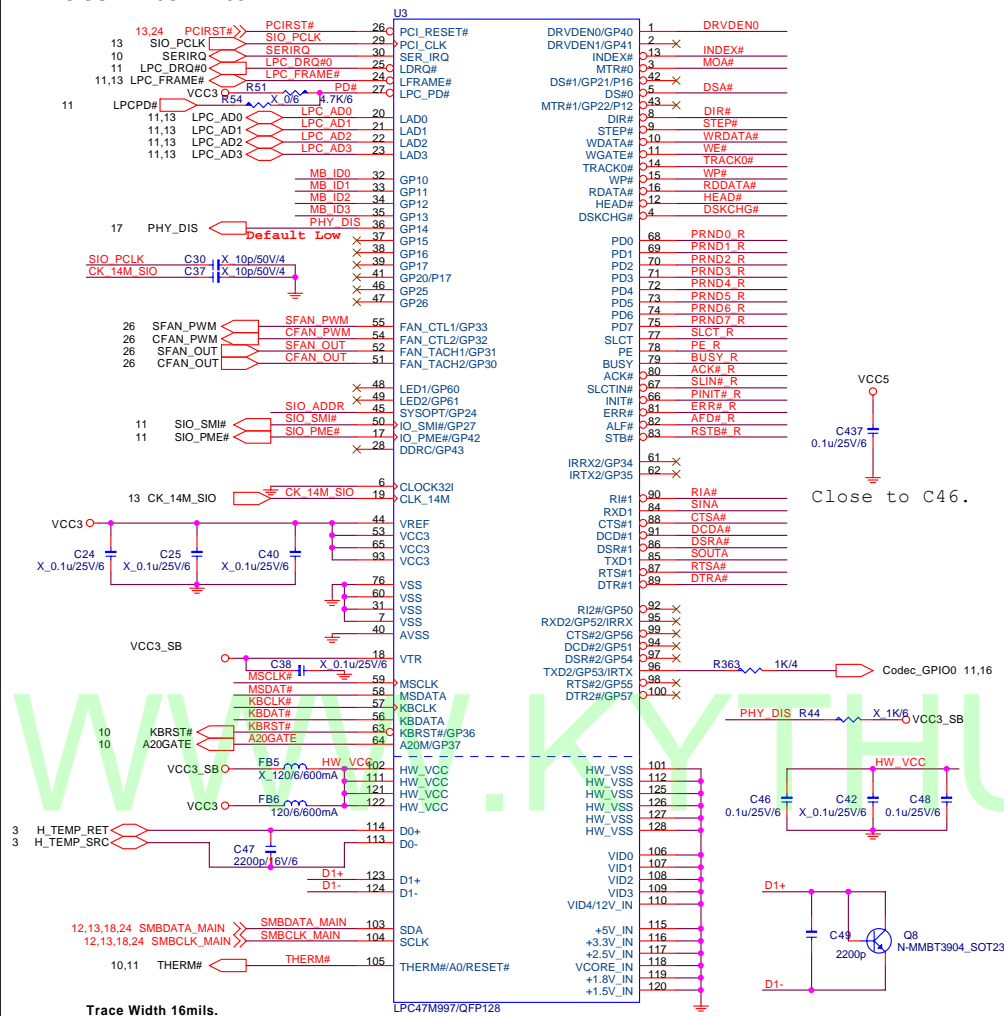 U3
13,24 PCIRST# PCIRST# 26 PCI_RESET#
13 SIO_PCLK SIO_PCLK 29 PCI_CLK
10 SERIRQ SERIRQ 30 SER_IRQ
11 LPC_DRQ#0 LPC_DRQ#0 25 LDRQ#
11,13 LPC_FRAME# LPC_FRAME# 24 LFRAME#
VCC3 R51 4.7K/6 PD# 27 LPC_PD#
11 LPCPD# R54 X_0/6
11,13 LPC_AD0 LPC_AD0 20 LAD0
11,13 LPC_AD1 LPC_AD1 21 LAD1
11,13 LPC_AD2 LPC_AD2 22 LAD2
11,13 LPC_AD3 LPC_AD3 23 LAD3
MB_ID0 32 GP10
MB_ID1 33 GP11
MB_ID2 34 GP12
MB_ID3 35 GP13
17 PHY_DIS PHY_DIS 36 GP14
Default Low
37 GP15
38 GP16
39 GP17
41 GP20/P17
46 GP25
47 GP26
SIO_PCLK C30 X_10p/50V/4
CK_14M_SIO C37 X_10p/50V/4
26 SFAN_PWM SFAN_PWM 55 FAN_CTL1/GP33
26 CFAN_PWM CFAN_PWM 54 FAN_CTL2/GP32
26 SFAN_OUT SFAN_OUT 52 FAN_TACH1/GP31
26 CFAN_OUT CFAN_OUT 51 FAN_TACH2/GP30
48 LED1/GP60
49 LED2/GP61
SIO_ADDR 45 SYSOPT/GP24
11 SIO_SMI# SIO_SMI# 50 IO_SMI#/GP27
11 SIO_PME# SIO_PME# 17 IO_PME#/GP42
28 DDRC/GP43
6 CLOCK32I
13 CK_14M_SIO CK_14M_SIO 19 CLK_14M
VCC3 44 VREF
53 VCC3
65 VCC3
93 VCC3
C24 X_0.1u/25V/6
C25 X_0.1u/25V/6
C40 X_0.1u/25V/6
76 VSS
60 VSS
31 VSS
7 VSS
40 AVSS
VCC3_SB 18 VTR
C38 X_0.1u/25V/6
MSCLK# 59 MSCLK
MSDAT# 58 MSDATA
KBCLK# 57 KBCLK
KBDAT# 56 KBDATA
10 KBRST# KBRST# 63 KBRST#/GP36
10 A20GATE A20GATE 64 A20M/GP37
VCC3_SB FB5 X_120/6/600mA HW_VCC 102 HW_VCC
111 HW_VCC
121 HW_VCC
VCC3 FB6 120/6/600mA 122 HW_VCC
3 H_TEMP_RET 114 D0+
3 H_TEMP_SRC 113 D0-
C47 2200p/16V/6
D1+ 123 D1+
D1- 124 D1-
12,13,18,24 SMBDATA_MAIN SMBDATA_MAIN 103 SDA
12,13,18,24 SMBCLK_MAIN SMBCLK_MAIN 104 SCLK
10,11 THERM# THERM# 105 THERM#/A0/RESET#
LPC47M997/QFP128
Trace Width 16mils.
DRVDEN0/GP40 1 DRVDEN0
DRVDEN1/GP41 2
INDEX# 13 INDEX#
MTR#0 3 MOA#
DS#1/GP21/P16 42
DS#0 5 DSA#
MTR#1/GP22/P12 43
DIR# 8 DIR#
STEP# 9 STEP#
WDATA# 10 WRDATA#
WGATE# 11 WE#
TRACK0# 14 TRACK0#
WP# 15 WP#
RDATA# 16 RDDATA#
HEAD# 12 HEAD#
DSKCHG# 4 DSKCHG#
PD0 68 PRND0_R
PD1 69 PRND1_R
PD2 70 PRND2_R
PD3 71 PRND3_R
PD4 72 PRND4_R
PD5 73 PRND5_R
PD6 74 PRND6_R
PD7 75 PRND7_R
SLCT 77 SLCT_R
PE 78 PE_R
BUSY 79 BUSY_R
ACK# 80 ACK#_R
SLCTIN# 67 SLIN#_R
INIT# 66 PINIT#_R
ERR# 81 ERR#_R
ALF# 82 AFD#_R
STB# 83 RSTB#_R
IRRX2/GP34 61
IRTX2/GP35 62
RI#1 90 RIA#
RXD1 84 SINA
CTS#1 88 CTSA#
DCD#1 91 DCDA#
DSR#1 86 DSRA#
TXD1 85 SOUTA
RTS#1 87 RTSA#
DTR#1 89 DTRA#
RI2#/GP50 92
RXD2/GP52/IRRX 95
CTS#2/GP56 99
DCD#2/GP51 94
DSR#2/GP54 97
TXD2/GP53/IRTX 96 R363 1K/4 Codec_GPIO0 11,16
RTS#2/GP55 98
DTR2#/GP57 100
HW_VSS 101
HW_VSS 112
HW_VSS 125
HW_VSS 126
HW_VSS 127
HW_VSS 128
VID0 106
VID1 107
VID2 108
VID3 109
VID4/12V_IN 110
+5V_IN 115
+3.3V_IN 116
+2.5V_IN 117
VCORE_IN 118
+1.8V_IN 119
+1.5V_IN 120
VCC5
C437 0.1u/25V/6
Close to C46.
PHY_DIS R44 X_1K/6 VCC3_SB
HW_VCC
C46 0.1u/25V/6
C42 X_0.1u/25V/6
C48 0.1u/25V/6
D1+
C49 2200p
Q8 N-MMBT3904_SOT23
D1-
WWW.KYTHU